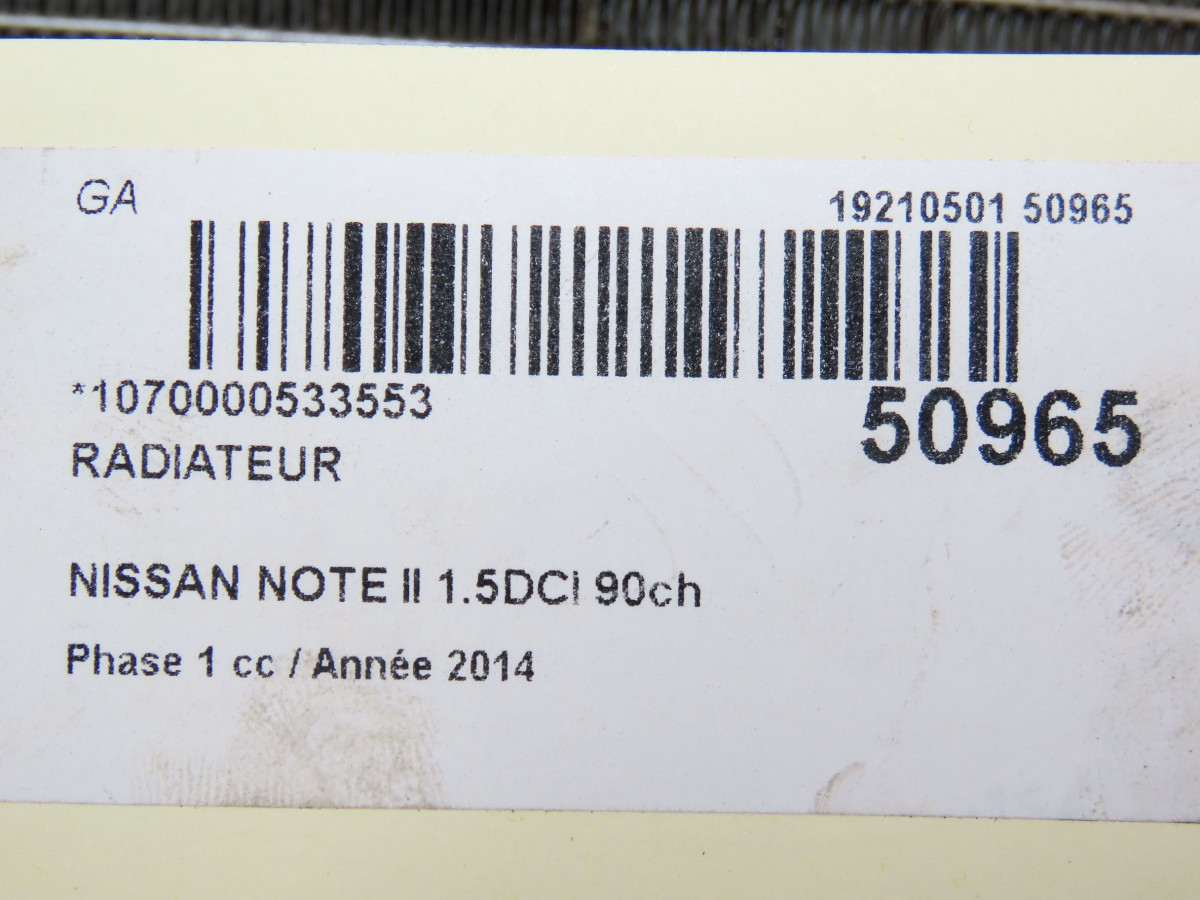 GA
19210501 50965
*1070000533553
50965
RADIATEUR
NISSAN NOTE II 1.5DCI 90ch
Phase 1 cc / Année 2014